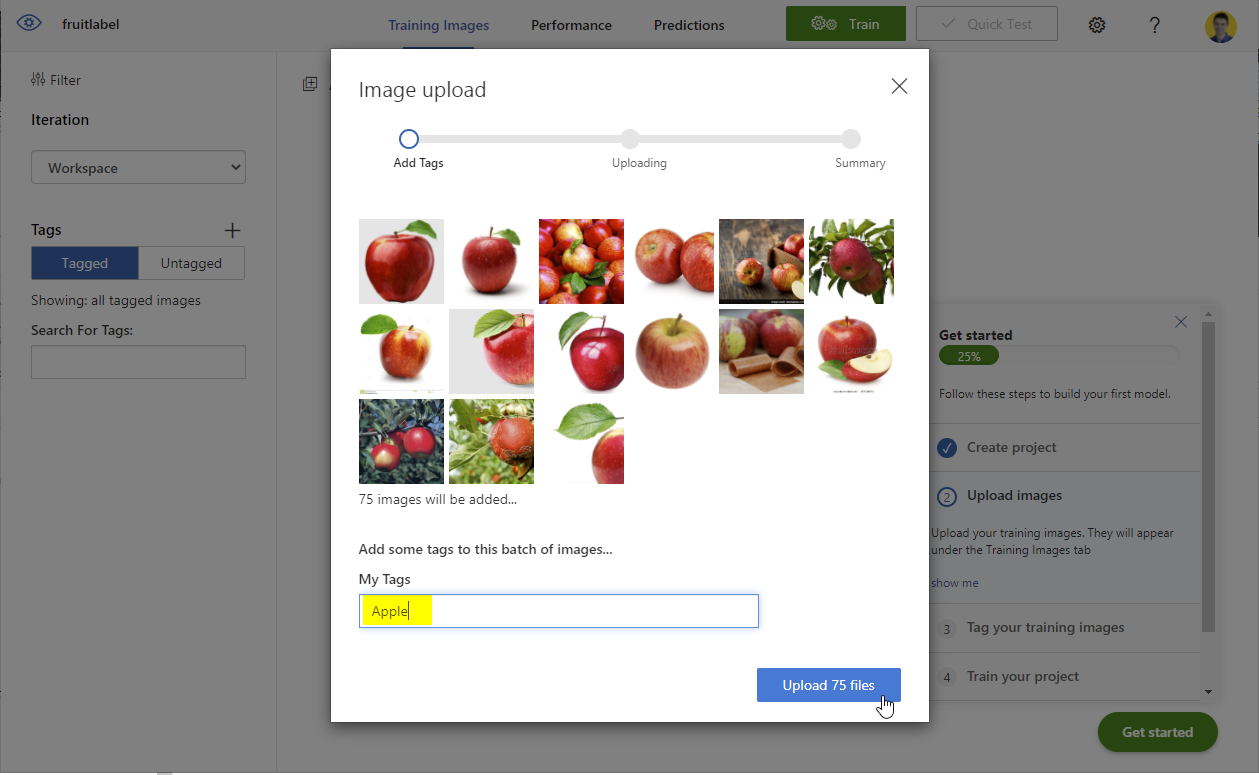 fruitlabel
Training Images
Performance
Predictions
Train
Quick Test
?
Filter
Iteration
Workspace
Tags
Tagged
Untagged
Showing: all tagged images
Search For Tags:
Image upload
Add Tags
Uploading
Summary
75 images will be added...
Add some tags to this batch of images...
My Tags
Apple
Upload 75 files
Get started
25%
Follow these steps to build your first model.
Create project
2 Upload images
Upload your training images. They will appear
under the Training Images tab
show me
3 Tag your training images
4 Train your project
Get started